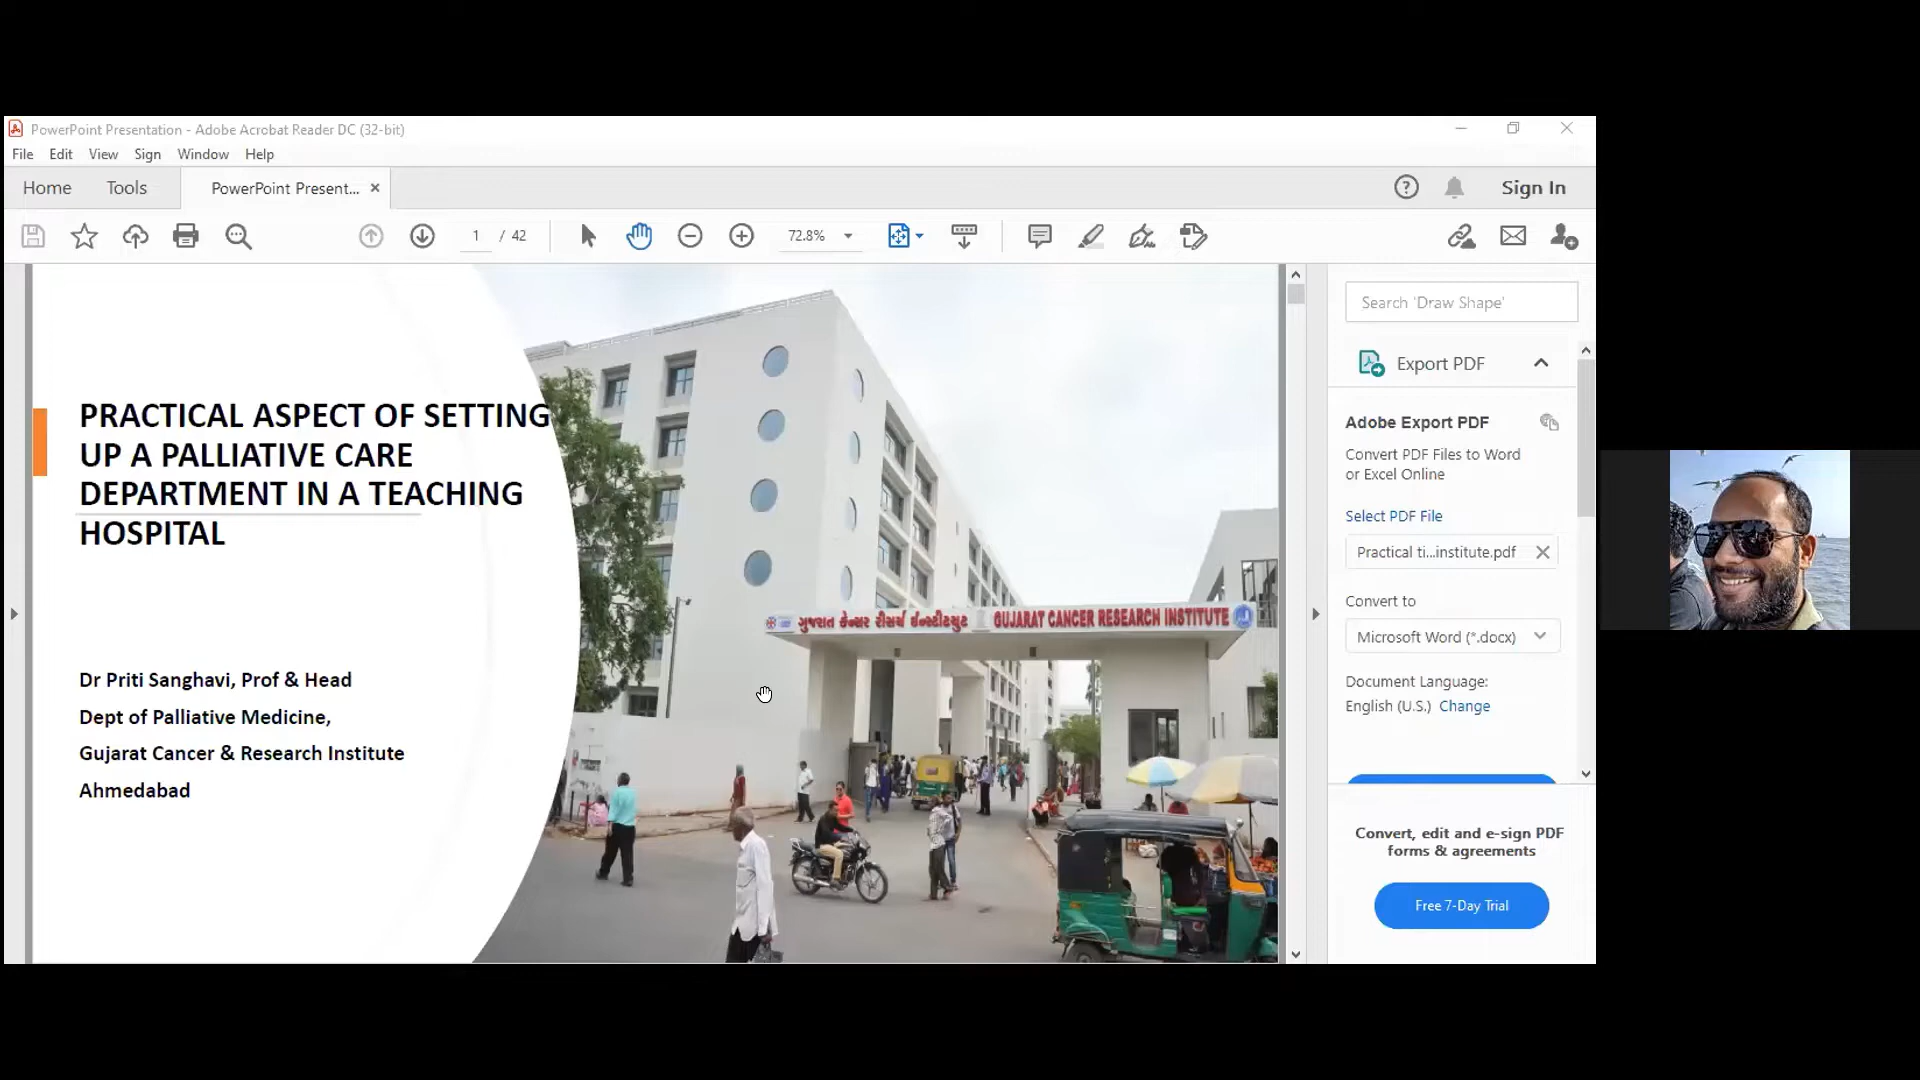 PowerPoint Presentation - Adobe Acrobat Reader DC (32-bit)
File Edit View Sign Window Help
Home Tools PowerPoint Present... Sign In
1 / 42 72.8%
PRACTICAL ASPECT OF SETTING
UP A PALLIATIVE CARE
DEPARTMENT IN A TEACHING
HOSPITAL
Dr Priti Sanghavi, Prof & Head
Dept of Palliative Medicine,
Gujarat Cancer & Research Institute
Ahmedabad
ગુજરાત કેન્સર રીસર્ચ ઈન્સ્ટીટયુટ GUJARAT CANCER RESEARCH INSTITUTE
Search 'Draw Shape'
Export PDF
Adobe Export PDF
Convert PDF Files to Word
or Excel Online
Select PDF File
Practical ti...institute.pdf
Convert to
Microsoft Word (*.docx)
Document Language:
English (U.S.) Change
Convert, edit and e-sign PDF
forms & agreements
Free 7-Day Trial